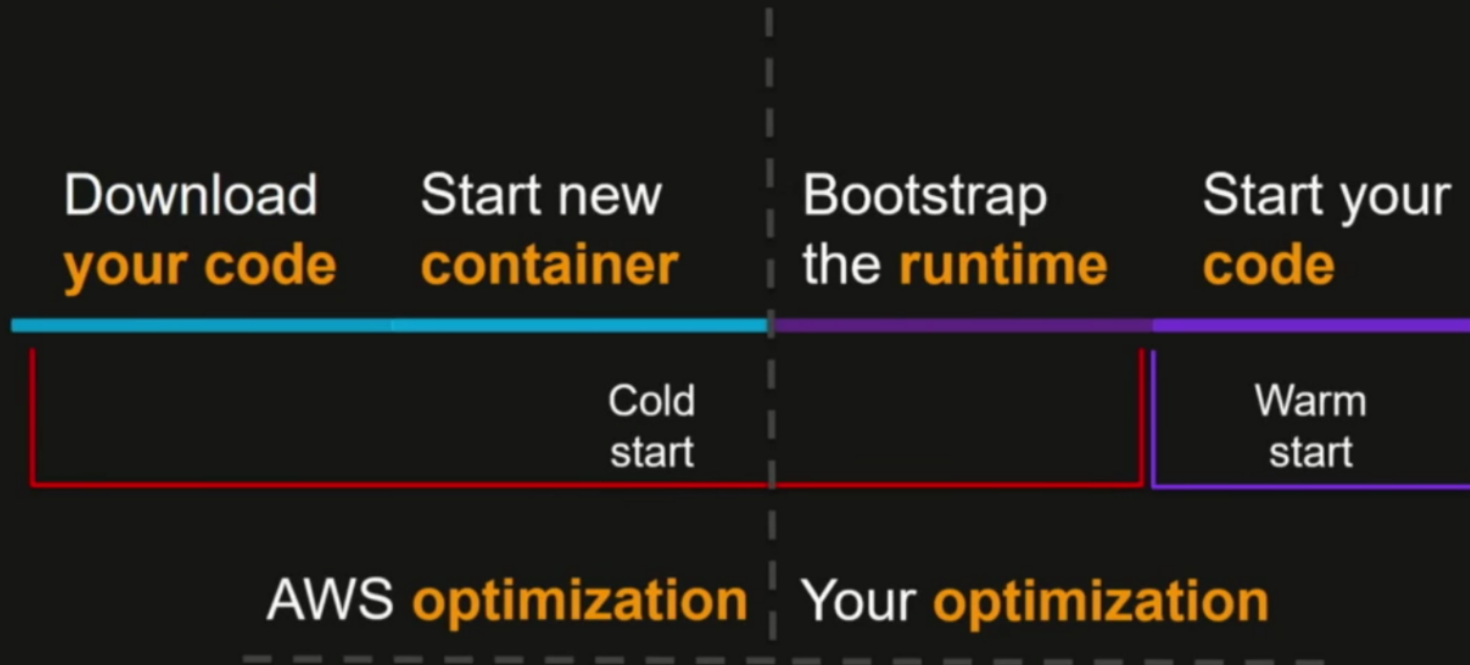 Download
your code
Start new
container
Bootstrap
the runtime
Start your
code
Cold
start
Warm
start
AWS optimization
Your optimization